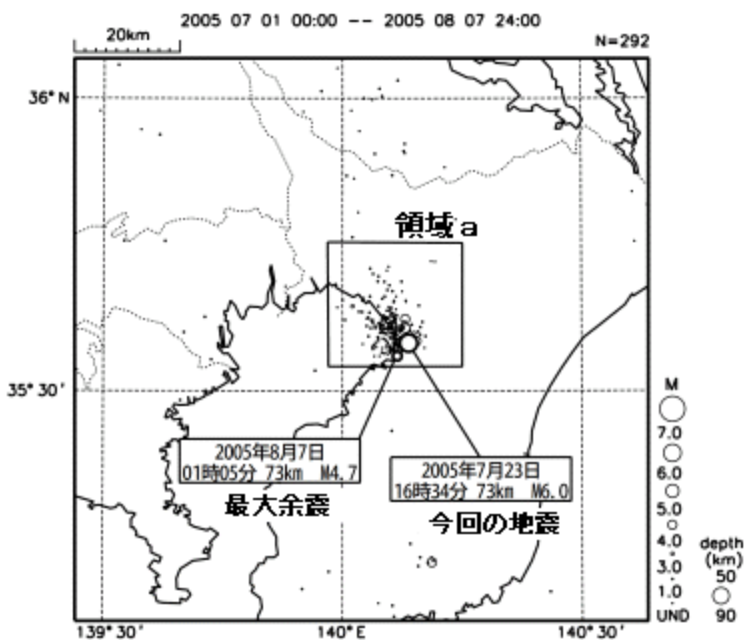 2005 07 01 00:00 -- 2005 08 07 24:00
20km
N=292
36°N
領域a
35°30'
2005年8月7日
01時05分 73km M4.7
最大余震
2005年7月23日
16時34分 73km M6.0
今回の地震
M
7.0
6.0
5.0
4.0
3.0
1.0
UND
depth
(km)
50
90
139°30'
140°E
140°30'